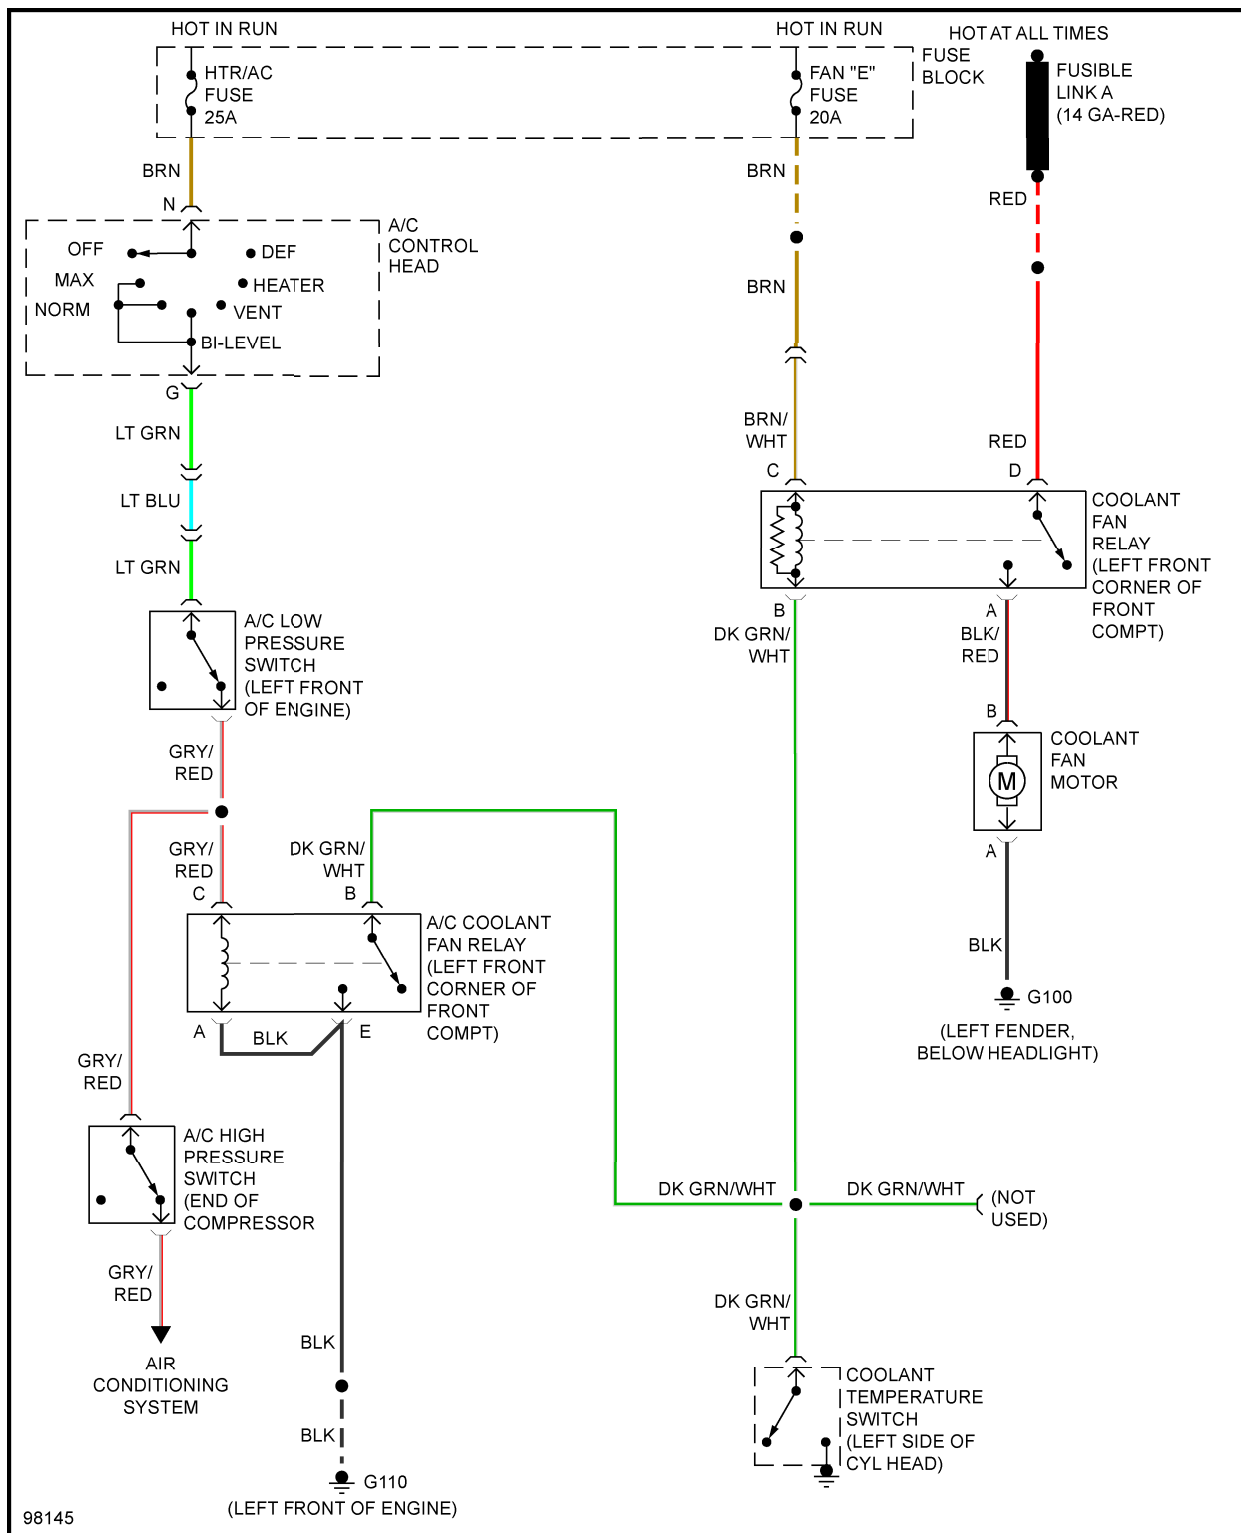 HOT IN RUN
HOT IN RUN
HOT AT ALL TIMES
HTR/AC
FUSE
25A
FAN "E"
FUSE
20A
FUSE
BLOCK
FUSIBLE
LINK A
(14 GA-RED)
BRN
BRN
RED
N
A/C
CONTROL
HEAD
OFF
DEF
MAX
HEATER
NORM
VENT
BI-LEVEL
BRN
G
LT GRN
BRN/
WHT
RED
C
D
LT BLU
COOLANT
FAN
RELAY
(LEFT FRONT
CORNER OF
FRONT
COMPT)
LT GRN
B
A
DK GRN/
WHT
BLK/
RED
A/C LOW
PRESSURE
SWITCH
(LEFT FRONT
OF ENGINE)
B
COOLANT
FAN
MOTOR
M
GRY/
RED
A
GRY/
RED
DK GRN/
WHT
C
B
A/C COOLANT
FAN RELAY
(LEFT FRONT
CORNER OF
FRONT
COMPT)
BLK
G100
(LEFT FENDER,
BELOW HEADLIGHT)
A
BLK
E
GRY/
RED
A/C HIGH
PRESSURE
SWITCH
(END OF
COMPRESSOR
DK GRN/WHT
DK GRN/WHT
(NOT
USED)
GRY/
RED
DK GRN/
WHT
BLK
AIR
CONDITIONING
SYSTEM
COOLANT
TEMPERATURE
SWITCH
(LEFT SIDE OF
CYL HEAD)
BLK
G110
(LEFT FRONT OF ENGINE)
98145